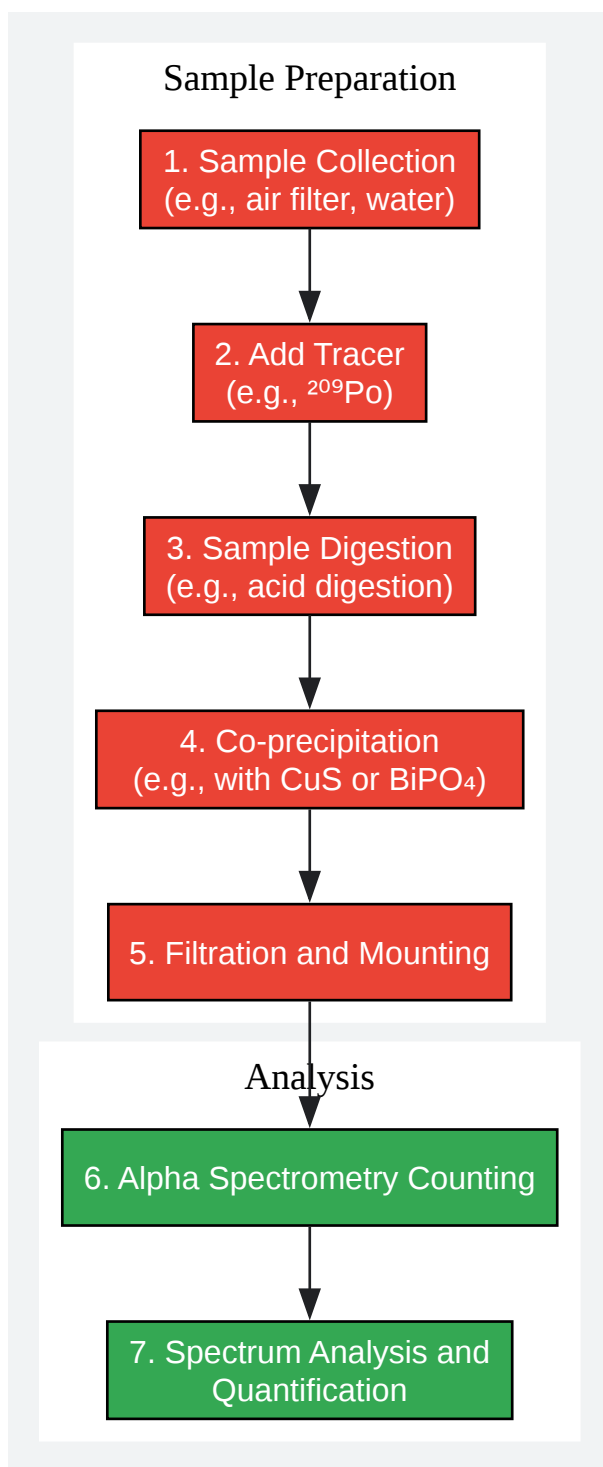 Sample Preparation
1. Sample Collection
(e.g., air filter, water)
2. Add Tracer
(e.g., ²⁰⁹Po)
3. Sample Digestion
(e.g., acid digestion)
4. Co-precipitation
(e.g., with CuS or BiPO₄)
5. Filtration and Mounting
Analysis
6. Alpha Spectrometry Counting
7. Spectrum Analysis and
Quantification